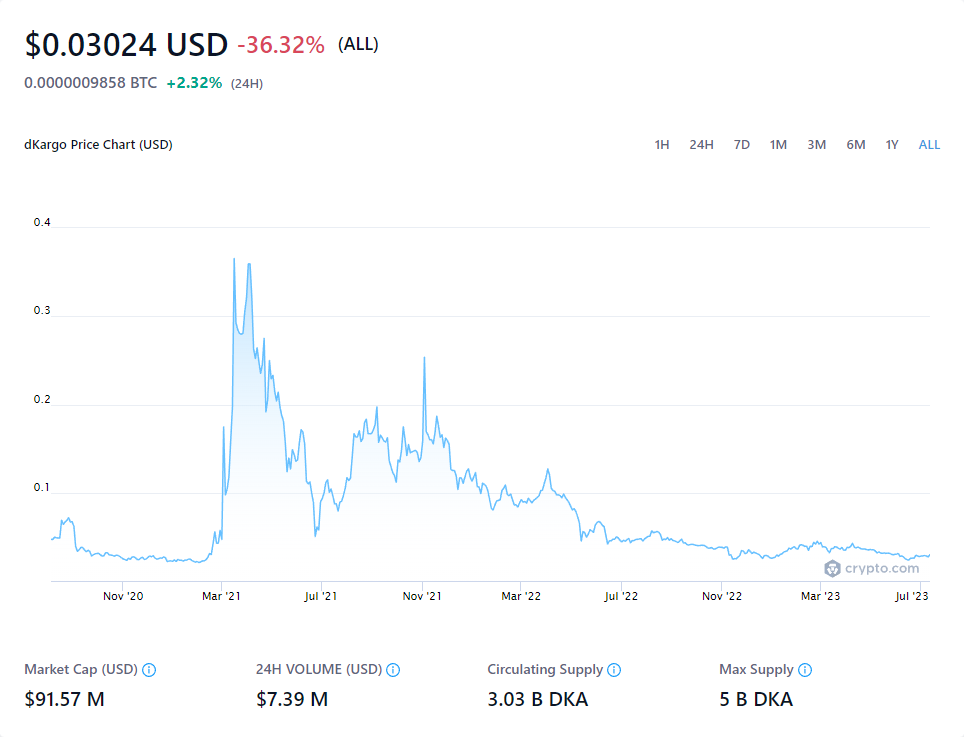 $0.03024 USD -36.32% (ALL)
0.0000009858 BTC +2.32% (24H)
dKargo Price Chart (USD) 1H 24H 7D 1M 3M 6M 1Y ALL
0.4
0.3
0.2
0.1
crypto.com
Nov '20 Mar '21 Jul '21 Nov '21 Mar '22 Jul '22 Nov '22 Mar '23 Jul '23
Market Cap (USD) 24H VOLUME (USD) Circulating Supply Max Supply
$91.57 M $7.39 M 3.03 B DKA 5 B DKA